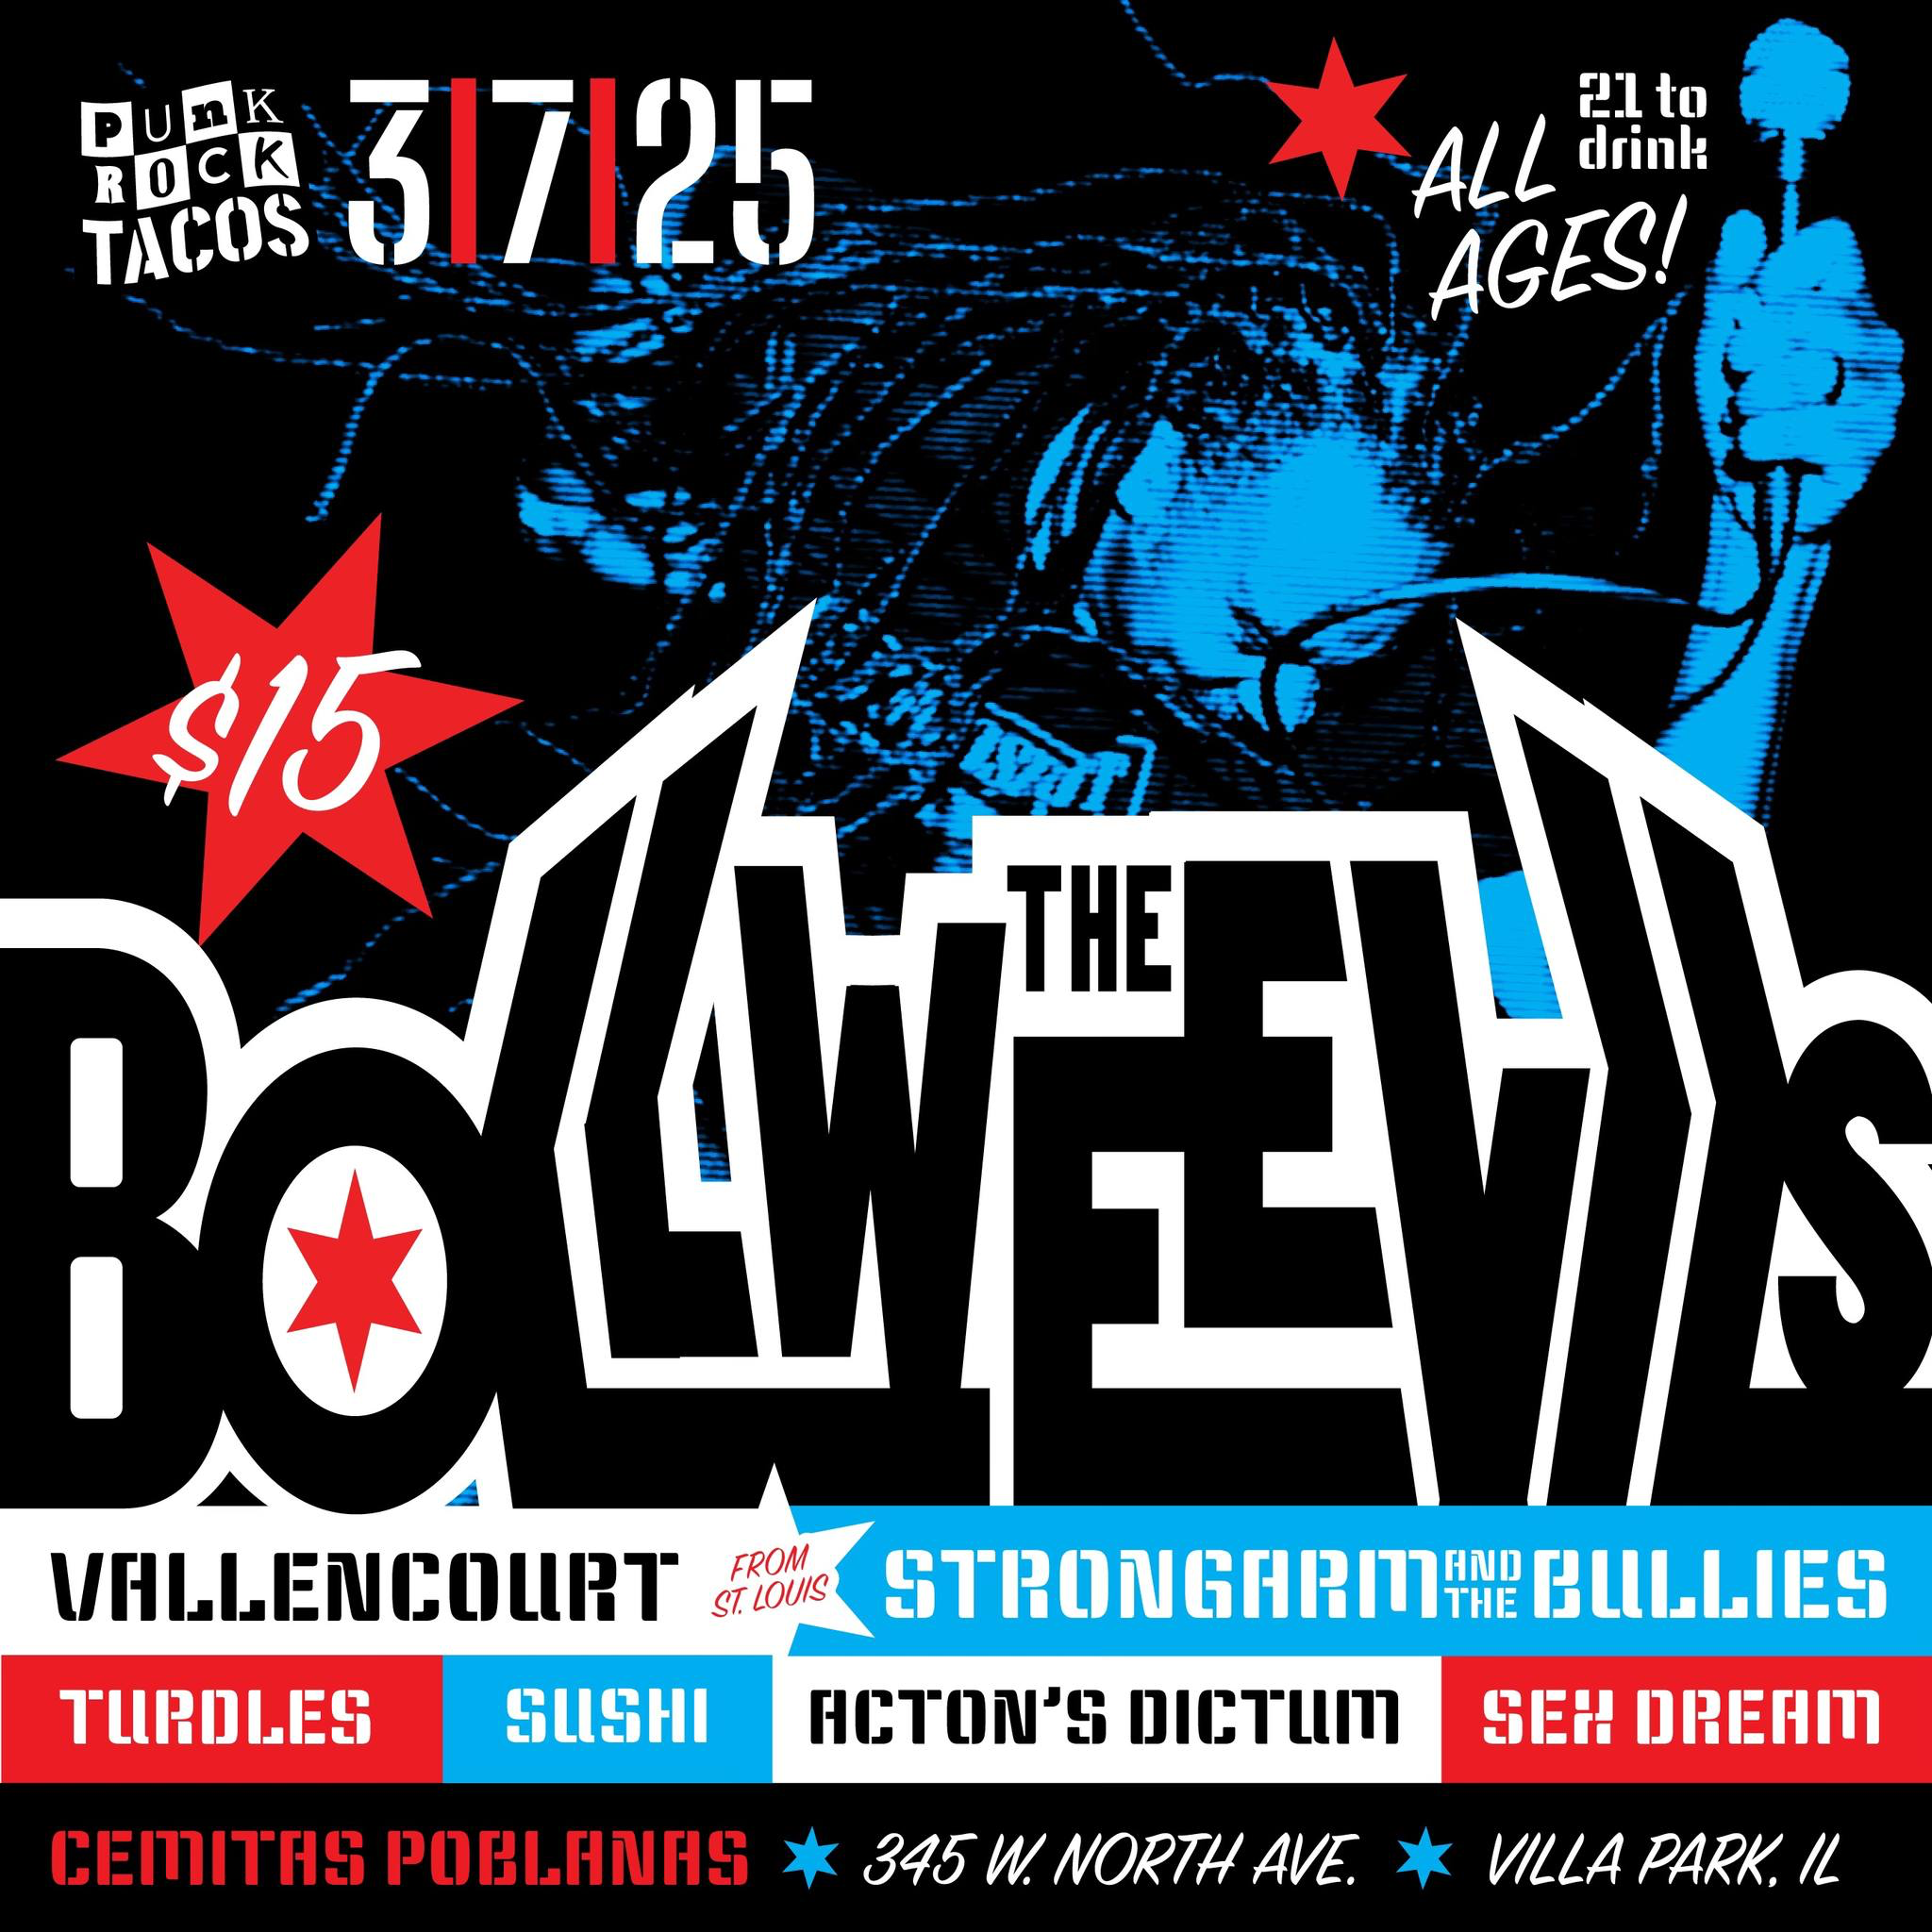 PUnK
ROcK
TACOS
3|7|25
21 to
drink
ALL
AGES!
$15
THE
BOLLWEEVILS
VALLENCOURT
FROM
ST. LOUIS
STRONGARM AND THE BULLIES
TURDLES
SUSHI
ACTON'S DICTUM
SEX DREAM
CEMITAS POBLANAS
345 W. NORTH AVE.
VILLA PARK, IL